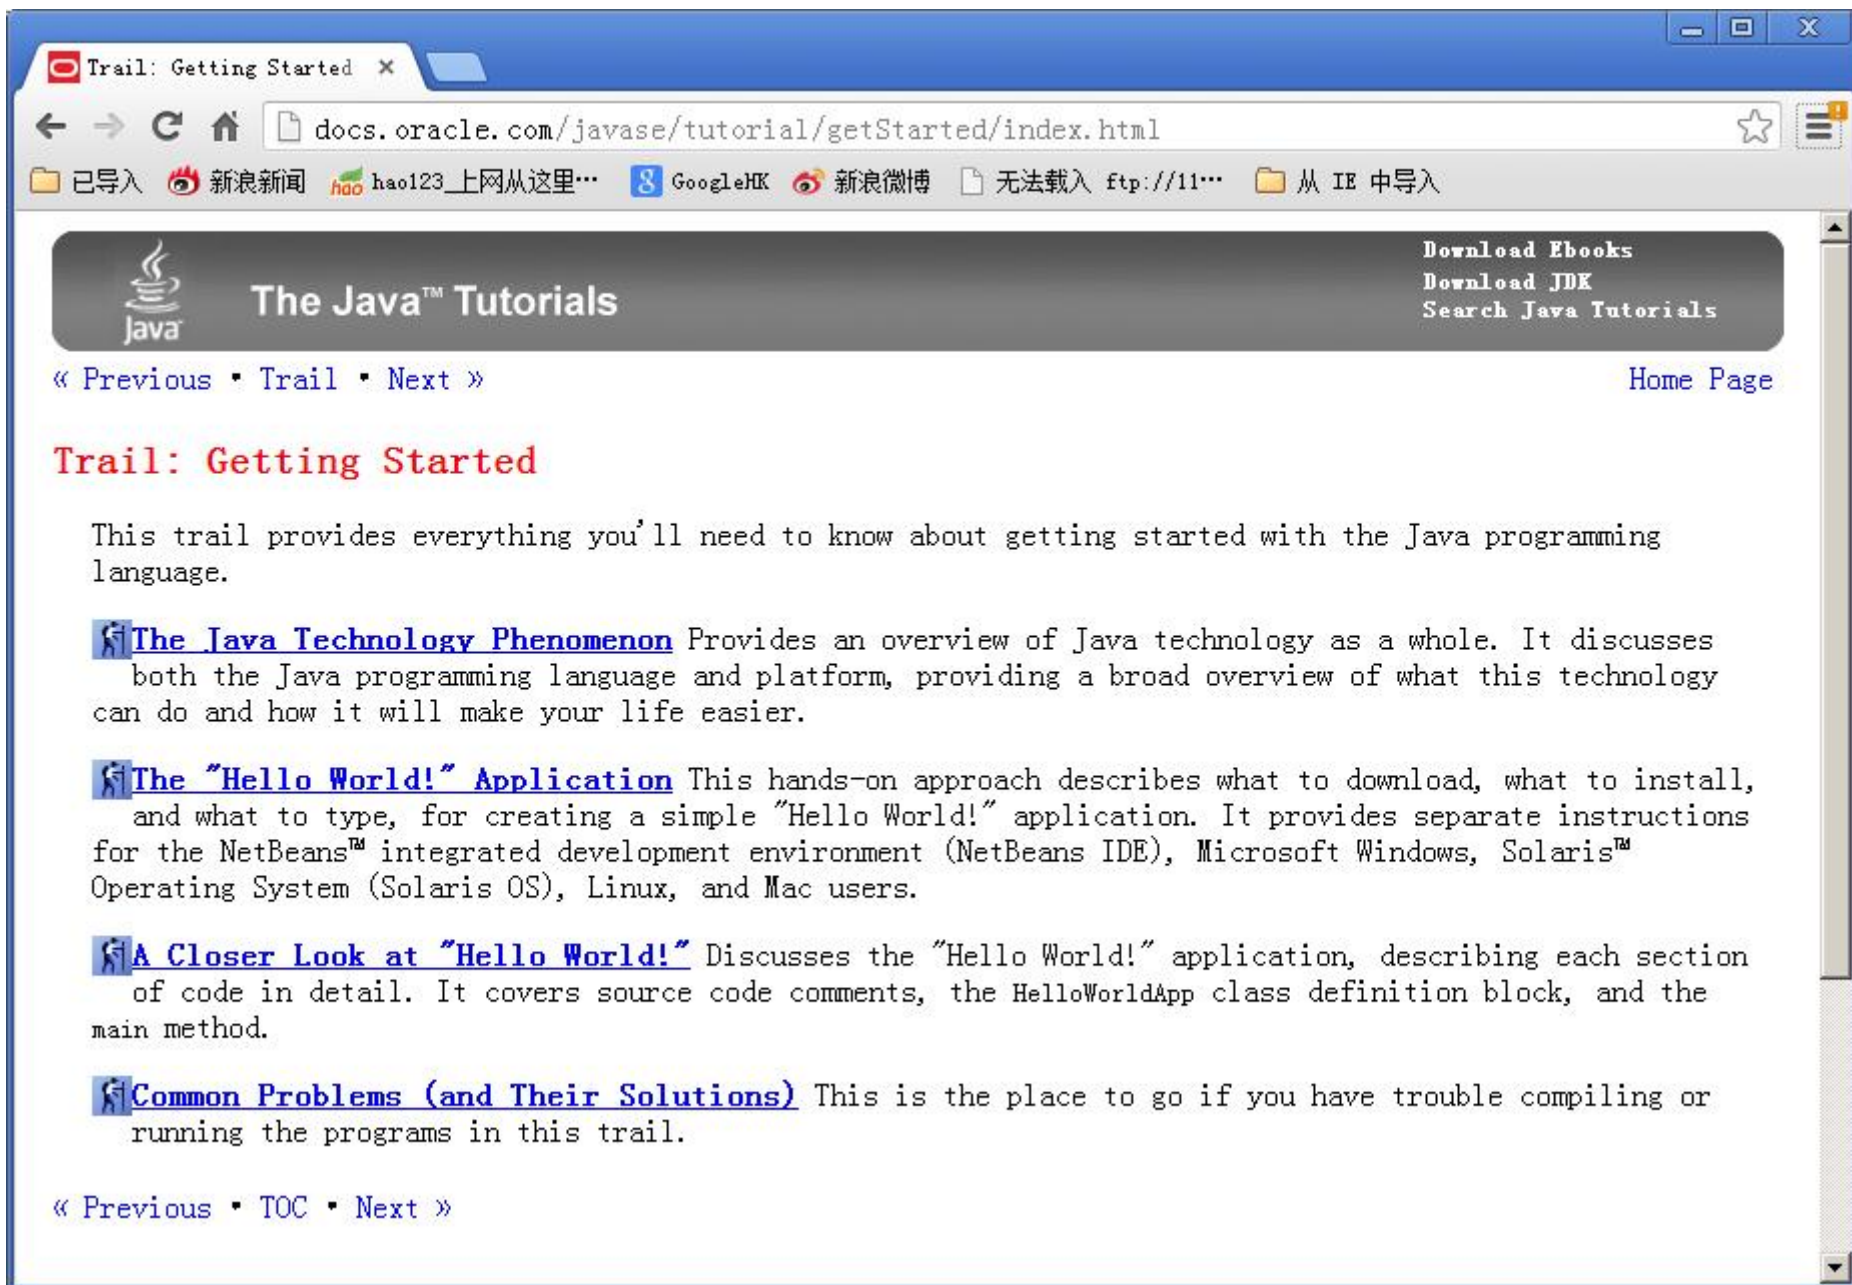 Trail: Getting Started
docs.oracle.com/javase/tutorial/getStarted/index.html
已导入 新浪新闻 hao hao123_上网从这里… 8 GoogleHK 新浪微博 无法载入 ftp://11… 从 IE 中导入
Java
The Java™ Tutorials
Download Ebooks
Download JDK
Search Java Tutorials
« Previous • Trail • Next » Home Page
Trail: Getting Started
This trail provides everything you'll need to know about getting started with the Java programming
language.
The Java Technology Phenomenon Provides an overview of Java technology as a whole. It discusses
both the Java programming language and platform, providing a broad overview of what this technology
can do and how it will make your life easier.
The "Hello World!" Application This hands-on approach describes what to download, what to install,
and what to type, for creating a simple "Hello World!" application. It provides separate instructions
for the NetBeans™ integrated development environment (NetBeans IDE), Microsoft Windows, Solaris™
Operating System (Solaris OS), Linux, and Mac users.
A Closer Look at "Hello World!" Discusses the "Hello World!" application, describing each section
of code in detail. It covers source code comments, the HelloWorldApp class definition block, and the
main method.
Common Problems (and Their Solutions) This is the place to go if you have trouble compiling or
running the programs in this trail.
« Previous • TOC • Next »